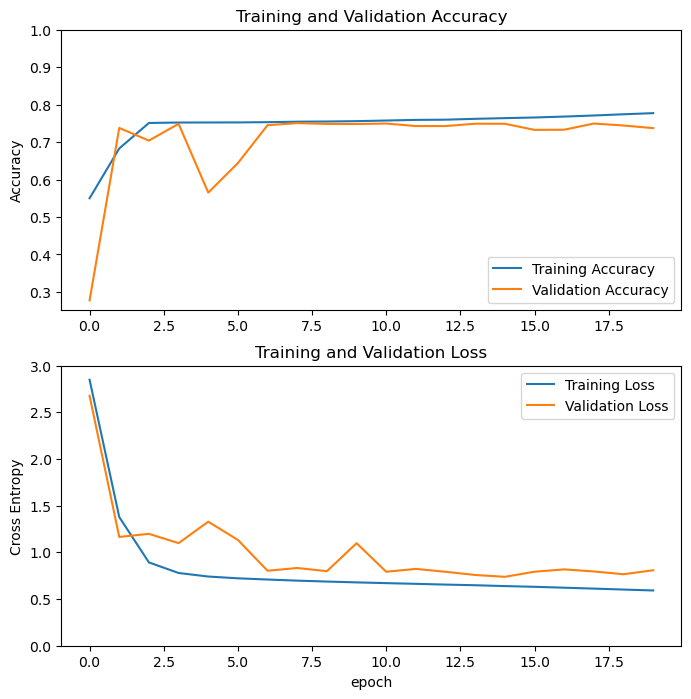 Training and Validation Accuracy
1.0
0.9
0.8
0.7
0.6
0.5
0.4
0.3
Accuracy
Training Accuracy
Validation Accuracy
0.0 2.5 5.0 7.5 10.0 12.5 15.0 17.5
Training and Validation Loss
3.0
2.5
2.0
1.5
1.0
0.5
0.0
Cross Entropy
Training Loss
Validation Loss
0.0 2.5 5.0 7.5 10.0 12.5 15.0 17.5
epoch